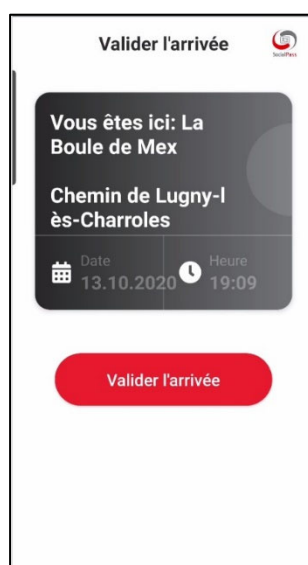 Valider l'arrivée
SocialPass
Vous êtes ici: La
Boule de Mex
Chemin de Lugny-l
ès-Charroles
Date
13.10.2020
Heure
19:09
Valider l'arrivée